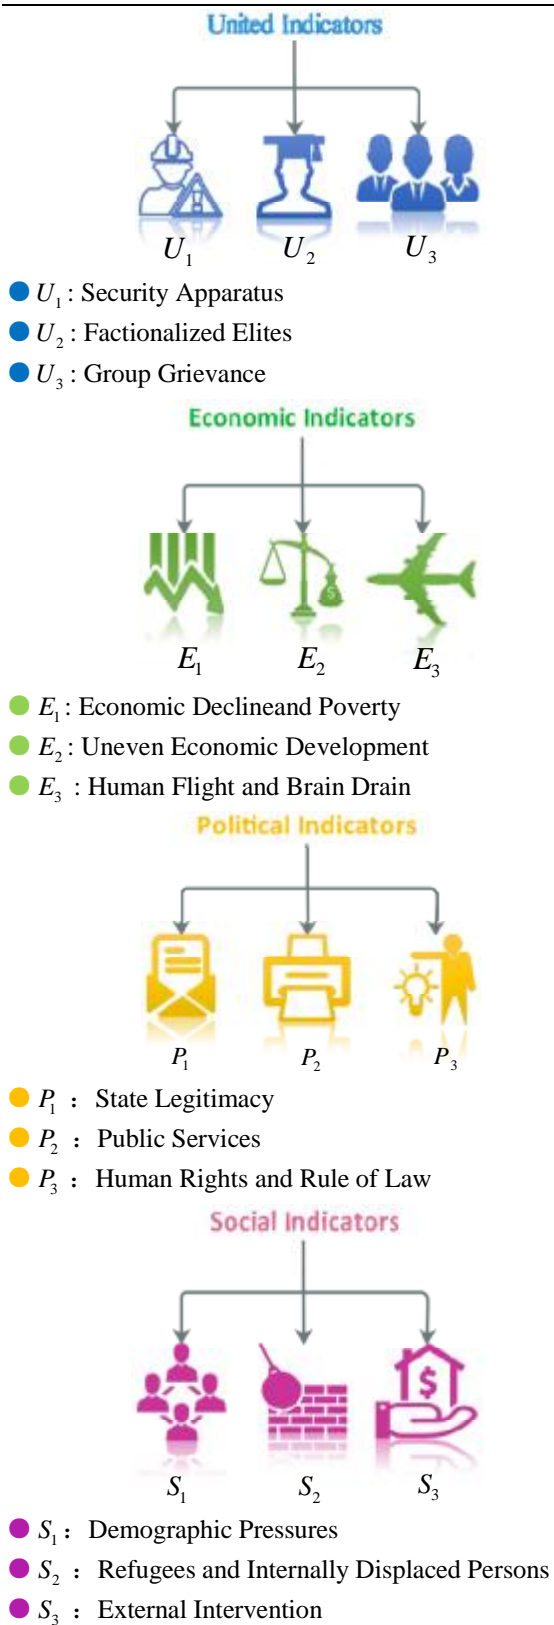 United Indicators
U₁ U₂ U₃
U₁ : Security Apparatus
U₂ : Factionalized Elites
U₃ : Group Grievance
Economic Indicators
$
E₁ E₂ E₃
E₁ : Economic Declineand Poverty
E₂ : Uneven Economic Development
E₃ : Human Flight and Brain Drain
Political Indicators
P₁ P₂ P₃
P₁ ： State Legitimacy
P₂ ： Public Services
P₃ ： Human Rights and Rule of Law
Social Indicators
$
S₁ S₂ S₃
S₁ ： Demographic Pressures
S₂ ： Refugees and Internally Displaced Persons
S₃ ： External Intervention